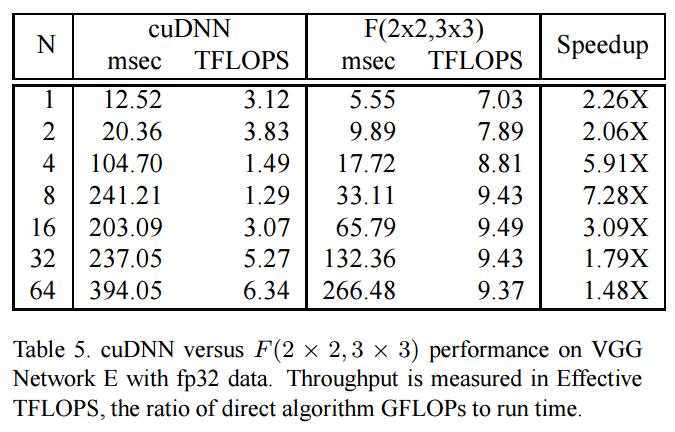 N cuDNN F(2x2,3x3) Speedup
msec TFLOPS msec TFLOPS
1 12.52 3.12 5.55 7.03 2.26X
2 20.36 3.83 9.89 7.89 2.06X
4 104.70 1.49 17.72 8.81 5.91X
8 241.21 1.29 33.11 9.43 7.28X
16 203.09 3.07 65.79 9.49 3.09X
32 237.05 5.27 132.36 9.43 1.79X
64 394.05 6.34 266.48 9.37 1.48X
Table 5. cuDNN versus F(2 × 2, 3 × 3) performance on VGG
Network E with fp32 data. Throughput is measured in Effective
TFLOPS, the ratio of direct algorithm GFLOPs to run time.